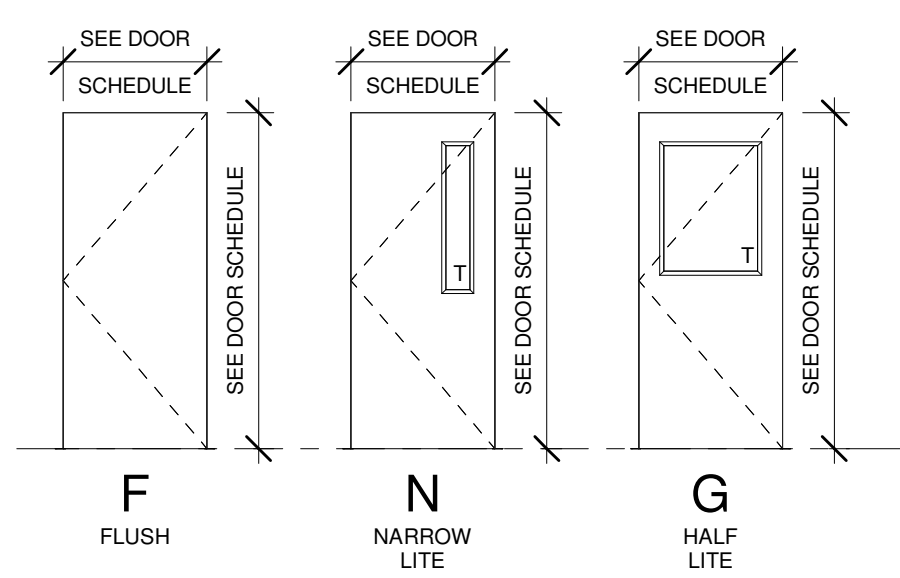 SEE DOOR
SCHEDULE
SEE DOOR SCHEDULE
F
FLUSH
SEE DOOR
SCHEDULE
SEE DOOR SCHEDULE
T
N
NARROW
LITE
SEE DOOR
SCHEDULE
SEE DOOR SCHEDULE
T
G
HALF
LITE